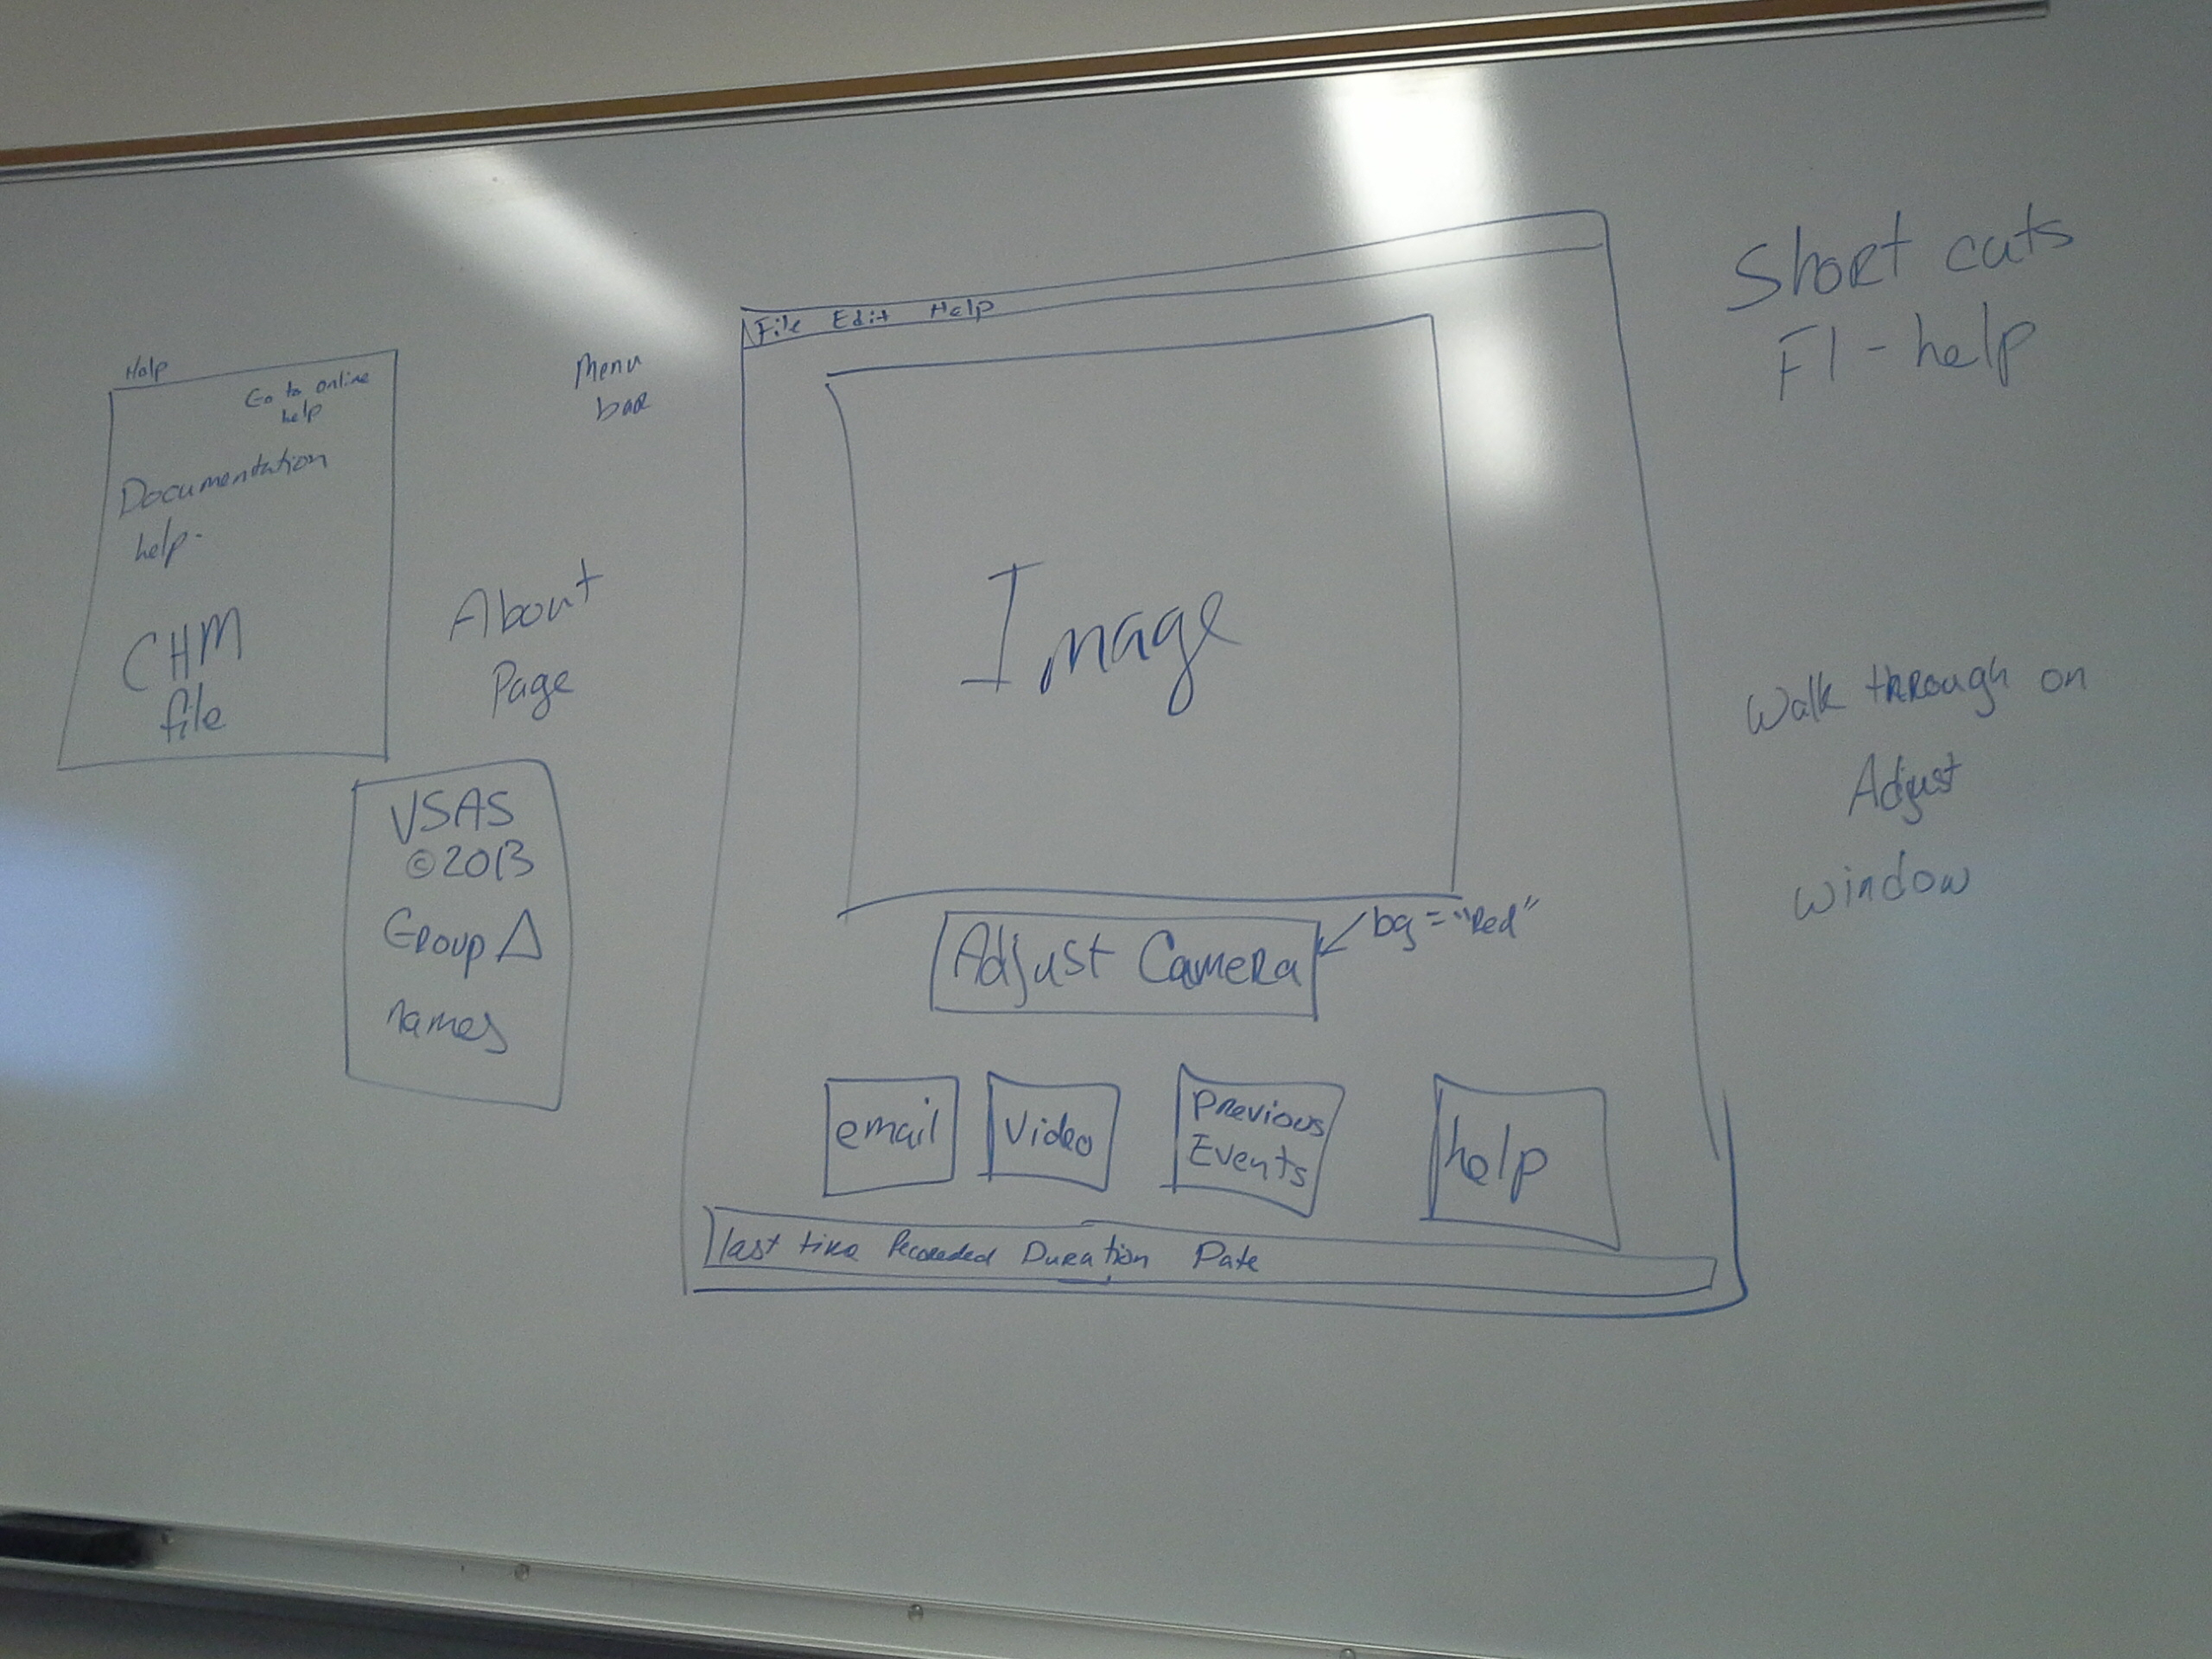 Help
Go to online
help
Documentation
help.
CHM
file
Menu
bar
About
Page
VSAS
©2013
Group Δ
names
File Edit Help
Image
Adjust Camera
bg = "Red"
email
Video
Previous
Events
help
last time Recorded Duration Date
Short cuts
F1 - help
Walk through on
Adjust
window